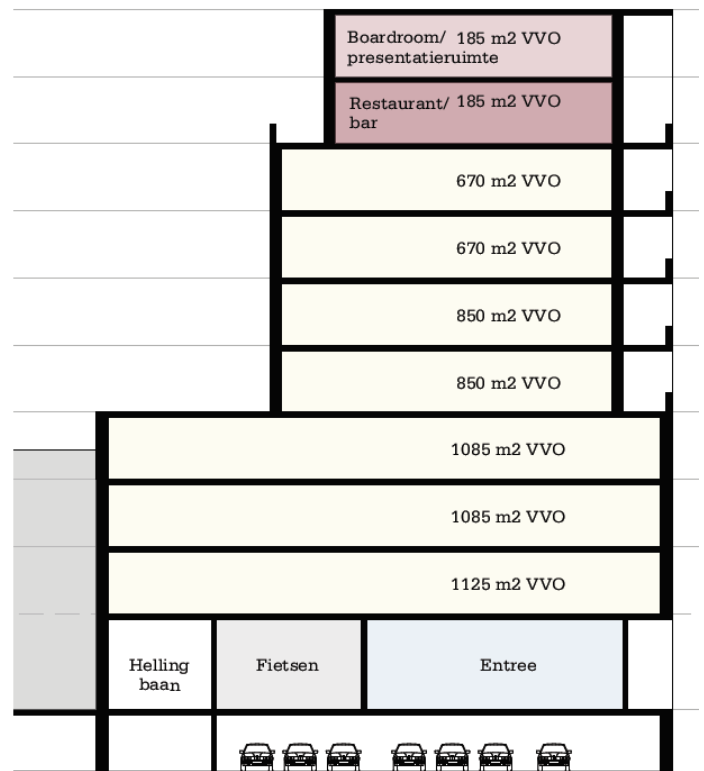 Boardroom/ 185 m2 VVO
presentatieruimte
Restaurant/ 185 m2 VVO
bar
670 m2 VVO
670 m2 VVO
850 m2 VVO
850 m2 VVO
1085 m2 VVO
1085 m2 VVO
1125 m2 VVO
Helling
baan
Fietsen
Entree